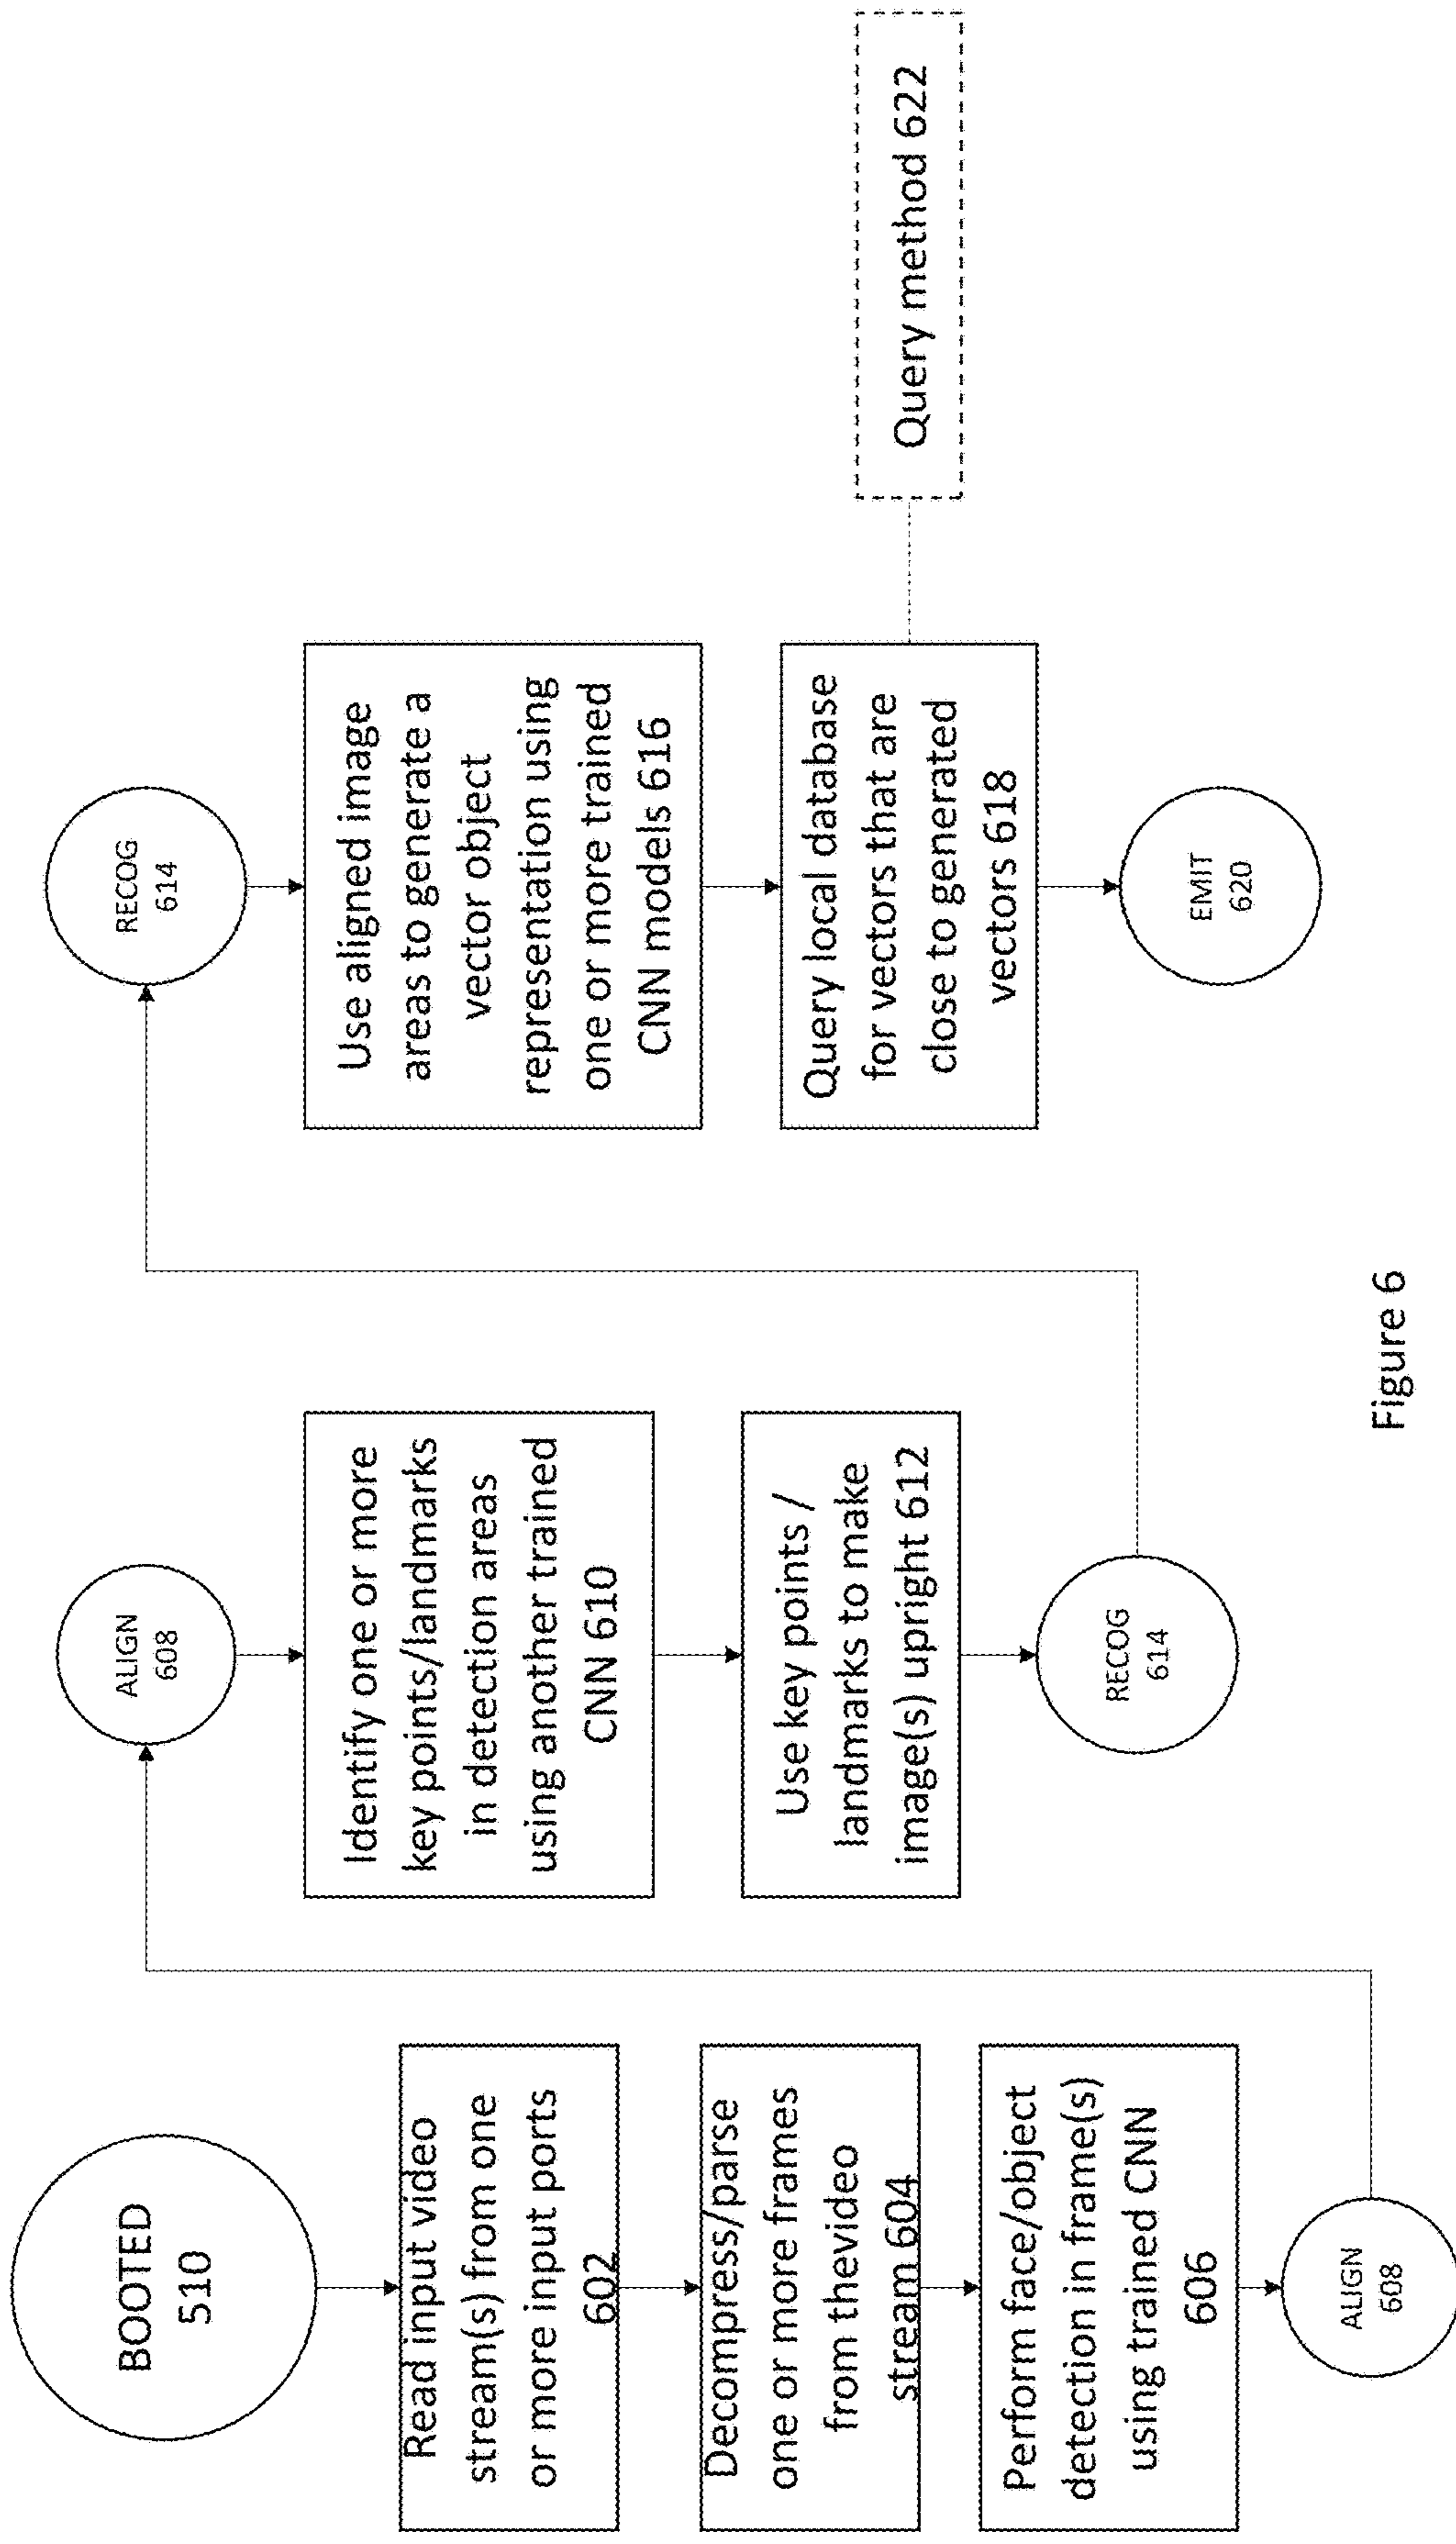 BOOTED
510
Read input video
stream(s) from one
or more input ports
602
Decompress/parse
one or more frames
from thevideo
stream 604
Perform face/object
detection in frame(s)
using trained CNN
606
ALIGN
608
ALIGN
608
Identify one or more
key points/landmarks
in detection areas
using another trained
CNN 610
Use key points /
landmarks to make
image(s) upright 612
RECOG
614
RECOG
614
Use aligned image
areas to generate a
vector object
representation using
one or more trained
CNN models 616
Query local database
for vectors that are
close to generated
vectors 618
EMIT
620
Query method 622
Figure 6